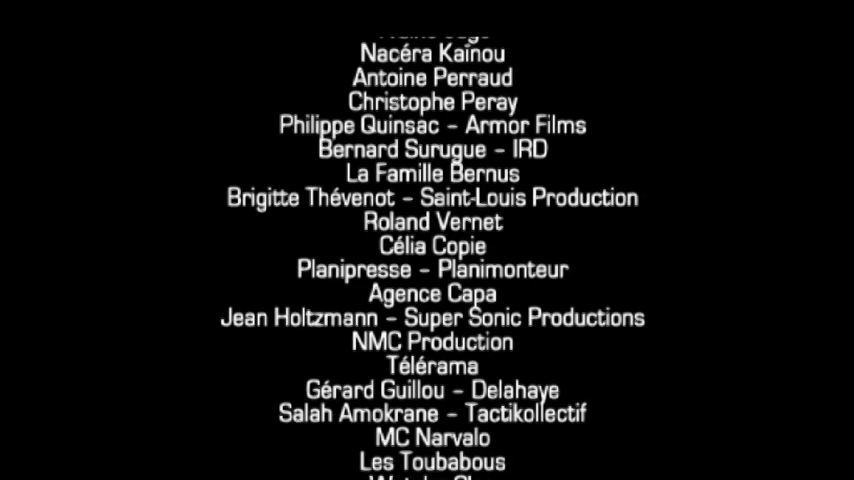 Nacéra Kaïnou
Antoine Perraud
Christophe Peray
Philippe Quinsac – Armor Films
Bernard Surugue – IRD
La Famille Bernus
Brigitte Thévenot – Saint-Louis Production
Roland Vernet
Célia Copie
Planipresse – Planimonteur
Agence Capa
Jean Holtzmann – Super Sonic Productions
NMC Production
Télérama
Gérard Guillou – Delahaye
Salah Amokrane – Tactikollectif
MC Narvalo
Les Toubabous